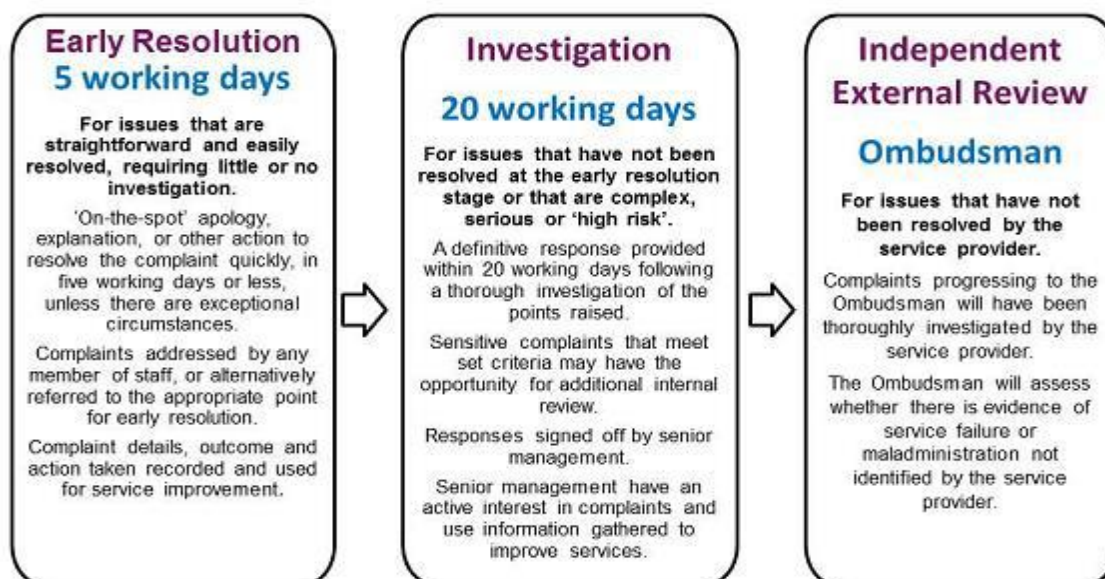 Early Resolution
5 working days
For issues that are
straightforward and easily
resolved, requiring little or no
investigation.
'On-the-spot' apology,
explanation, or other action to
resolve the complaint quickly, in
five working days or less,
unless there are exceptional
circumstances.
Complaints addressed by any
member of staff, or alternatively
referred to the appropriate point
for early resolution.
Complaint details, outcome and
action taken recorded and used
for service improvement.
Investigation
20 working days
For issues that have not been
resolved at the early resolution
stage or that are complex,
serious or 'high risk'.
A definitive response provided
within 20 working days following
a thorough investigation of the
points raised.
Sensitive complaints that meet
set criteria may have the
opportunity for additional internal
review.
Responses signed off by senior
management.
Senior management have an
active interest in complaints and
use information gathered to
improve services.
Independent
External Review
Ombudsman
For issues that have not
been resolved by the
service provider.
Complaints progressing to the
Ombudsman will have been
thoroughly investigated by the
service provider.
The Ombudsman will assess
whether there is evidence of
service failure or
maladministration not
identified by the service
provider.